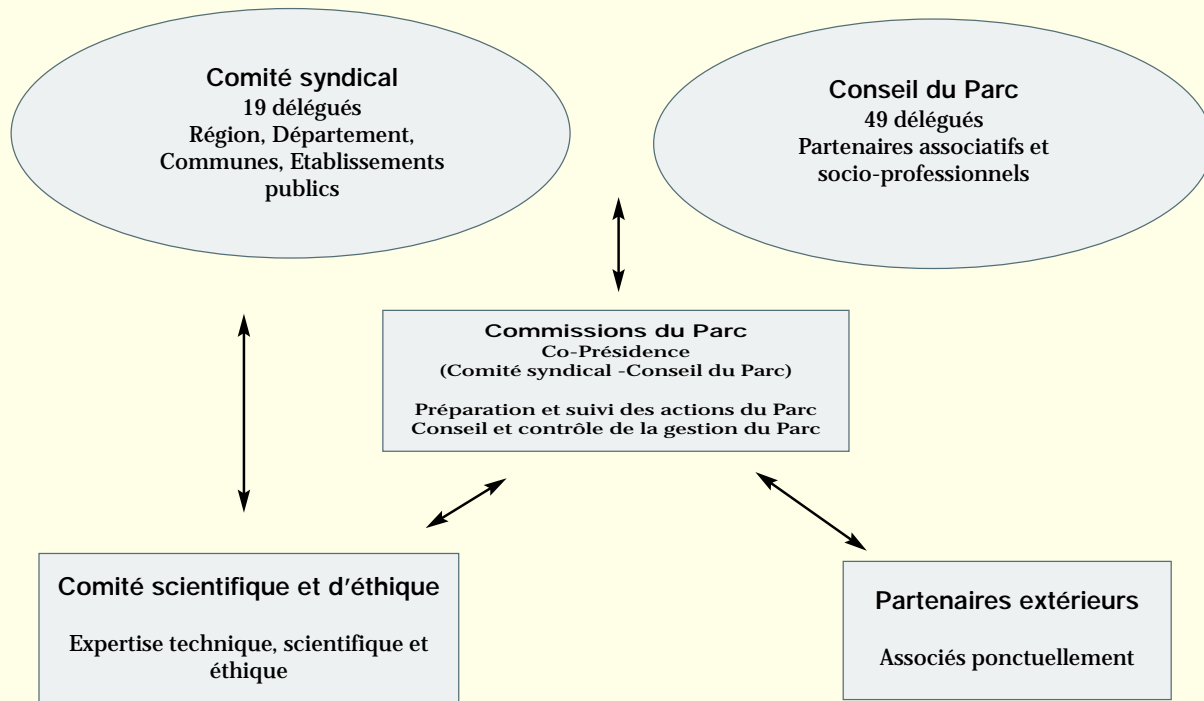 Comité syndical
19 délégués
Région, Département,
Communes, Etablissements
publics
Conseil du Parc
49 délégués
Partenaires associatifs et
socio-professionnels
Commissions du Parc
Co-Présidence
(Comité syndical -Conseil du Parc)
Préparation et suivi des actions du Parc
Conseil et contrôle de la gestion du Parc
Comité scientifique et d'éthique
Expertise technique, scientifique et
éthique
Partenaires extérieurs
Associés ponctuellement